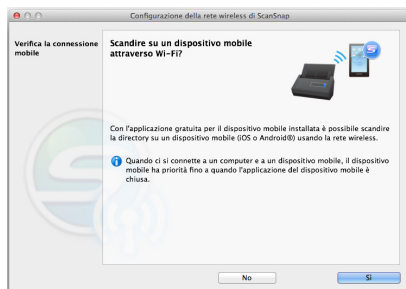 Configurazione della rete wireless di ScanSnap
Verifica la connessione
mobile
Scandire su un dispositivo mobile
attraverso Wi-Fi?
Con l'applicazione gratuita per il dispositivo mobile installata è possibile scandire
la directory su un dispositivo mobile (iOS o Android®) usando la rete wireless.
Quando ci si connette a un computer e a un dispositivo mobile, il dispositivo
mobile ha priorità fino a quando l'applicazione del dispositivo mobile è
chiusa.
No
Sì